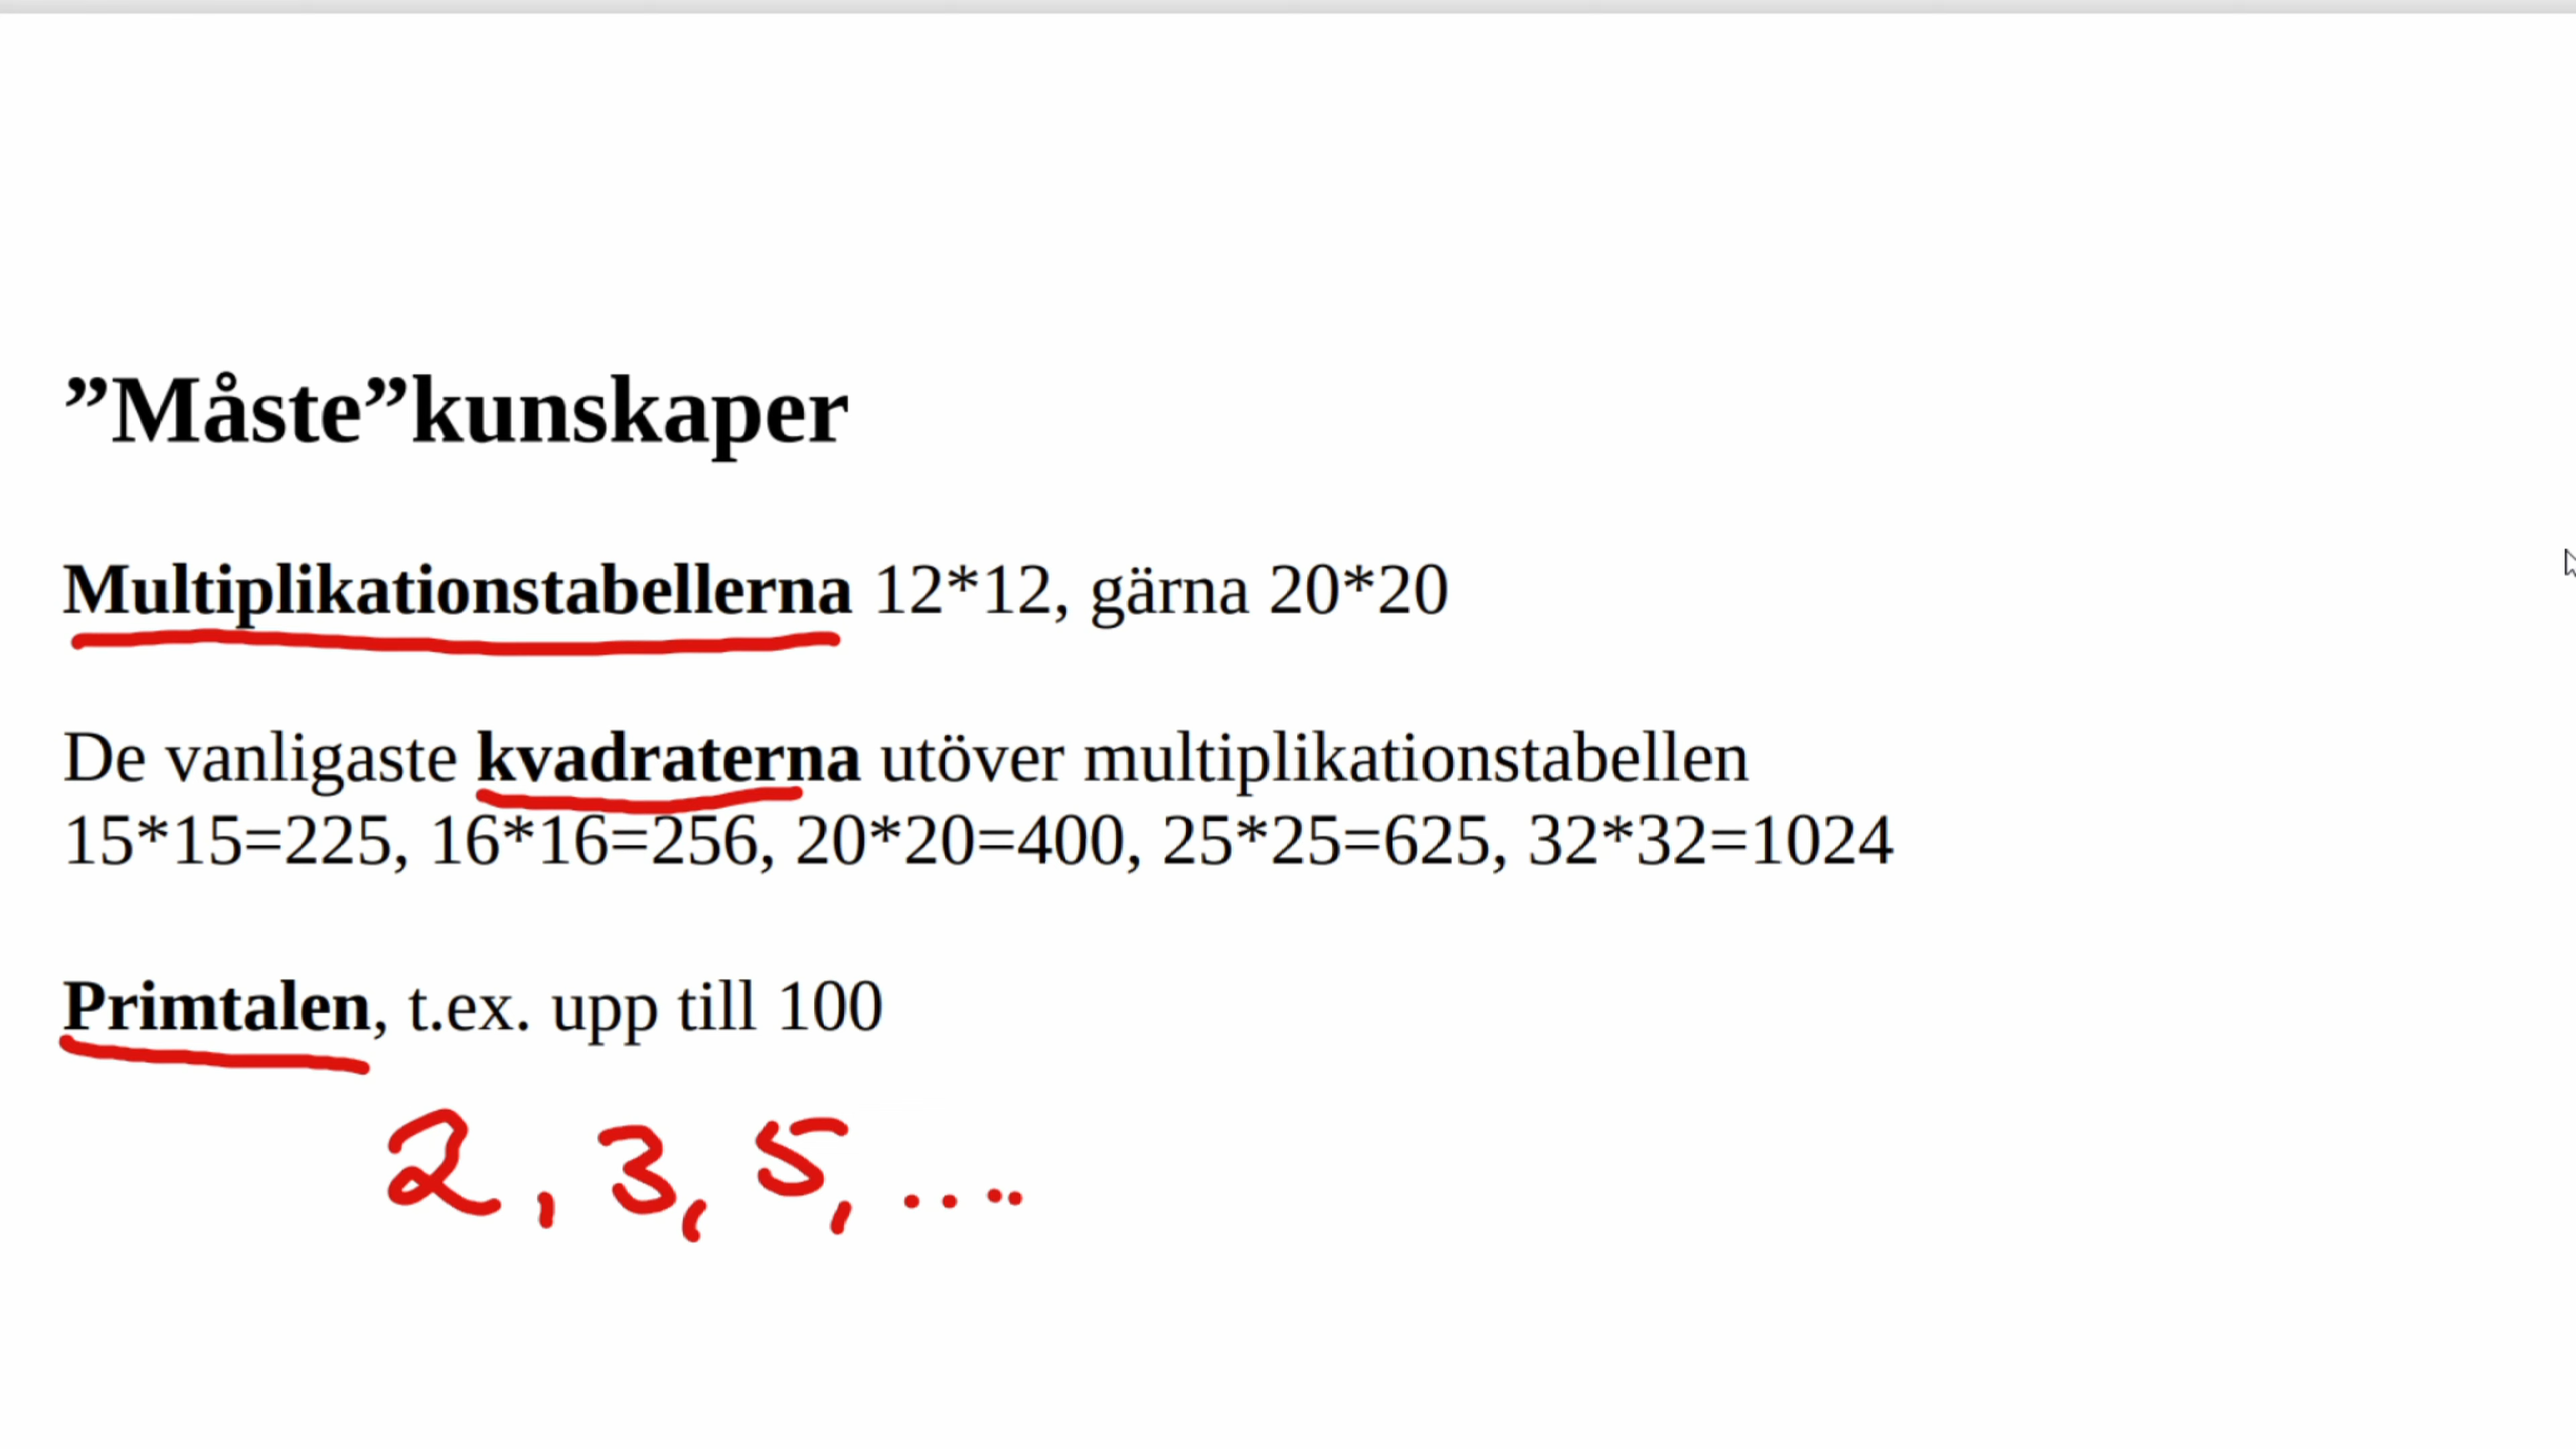 ”Måste”kunskaper
Multiplikationstabellerna 12*12, gärna 20*20
De vanligaste kvadraterna utöver multiplikationstabellen
15*15=225, 16*16=256, 20*20=400, 25*25=625, 32*32=1024
Primtalen, t.ex. upp till 100
2, 3, 5, ....